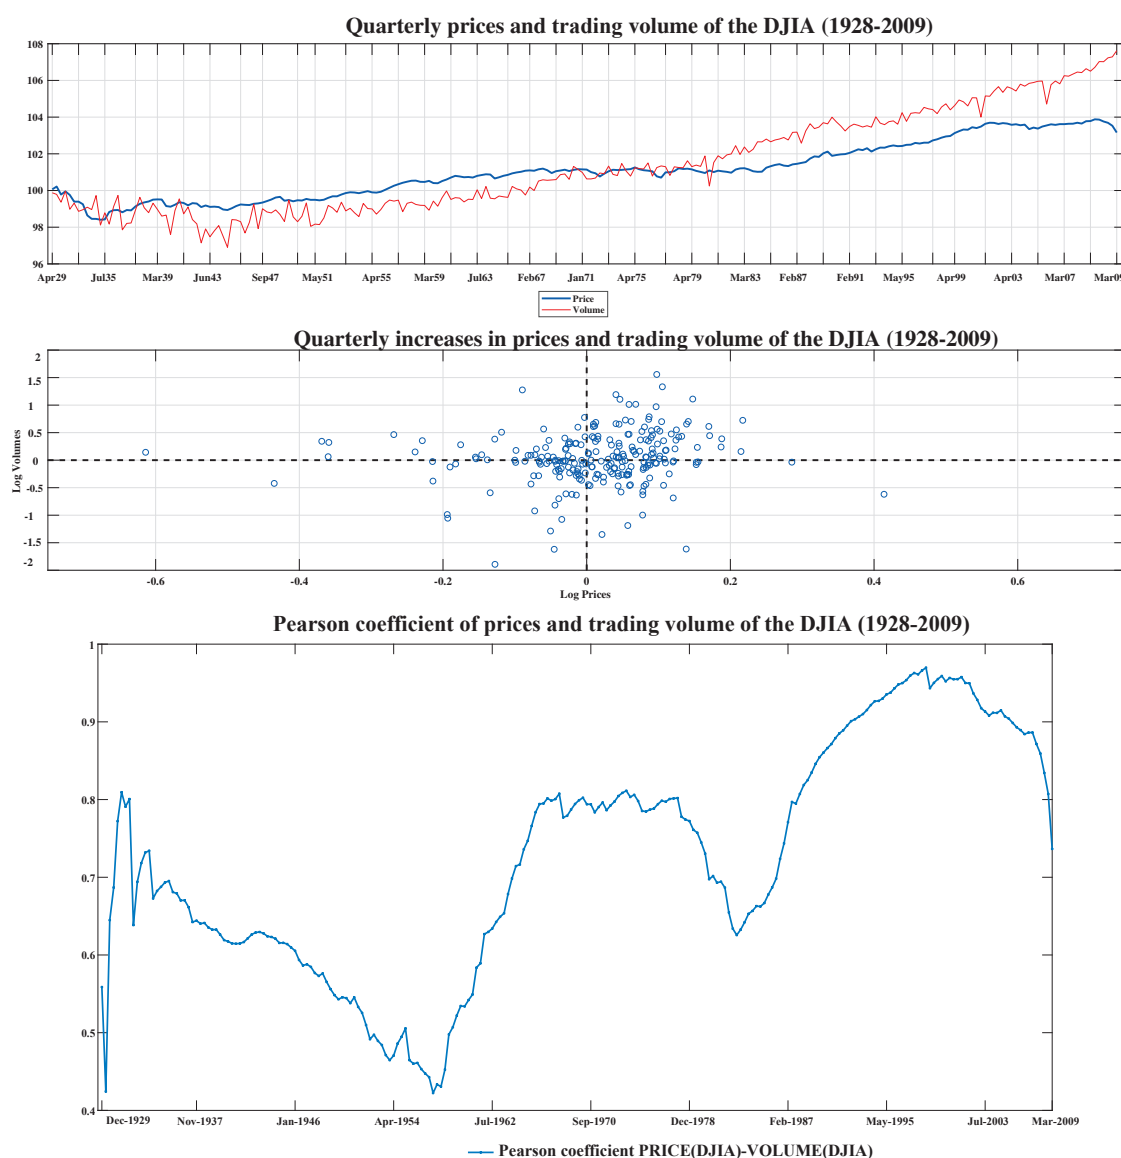 Quarterly prices and trading volume of the DJIA (1928-2009)
108
106
104
102
100
98
96
Apr29 Jul35 Mar39 Jun43 Sep47 May51 Apr55 Mar59 Jul63 Feb67 Jan71 Apr75 Apr79 Mar83 Feb87 Feb91 May95 Apr99 Apr03 Mar07 Mar09
Price
Volume
Quarterly increases in prices and trading volume of the DJIA (1928-2009)
Log Volumes
2
1.5
1
0.5
0
-0.5
-1
-1.5
-2
-0.6 -0.4 -0.2 0 0.2 0.4 0.6
Log Prices
Pearson coefficient of prices and trading volume of the DJIA (1928-2009)
1
0.9
0.8
0.7
0.6
0.5
0.4
Dec-1929 Nov-1937 Jan-1946 Apr-1954 Jul-1962 Sep-1970 Dec-1978 Feb-1987 May-1995 Jul-2003 Mar-2009
Pearson coefficient PRICE(DJIA)-VOLUME(DJIA)